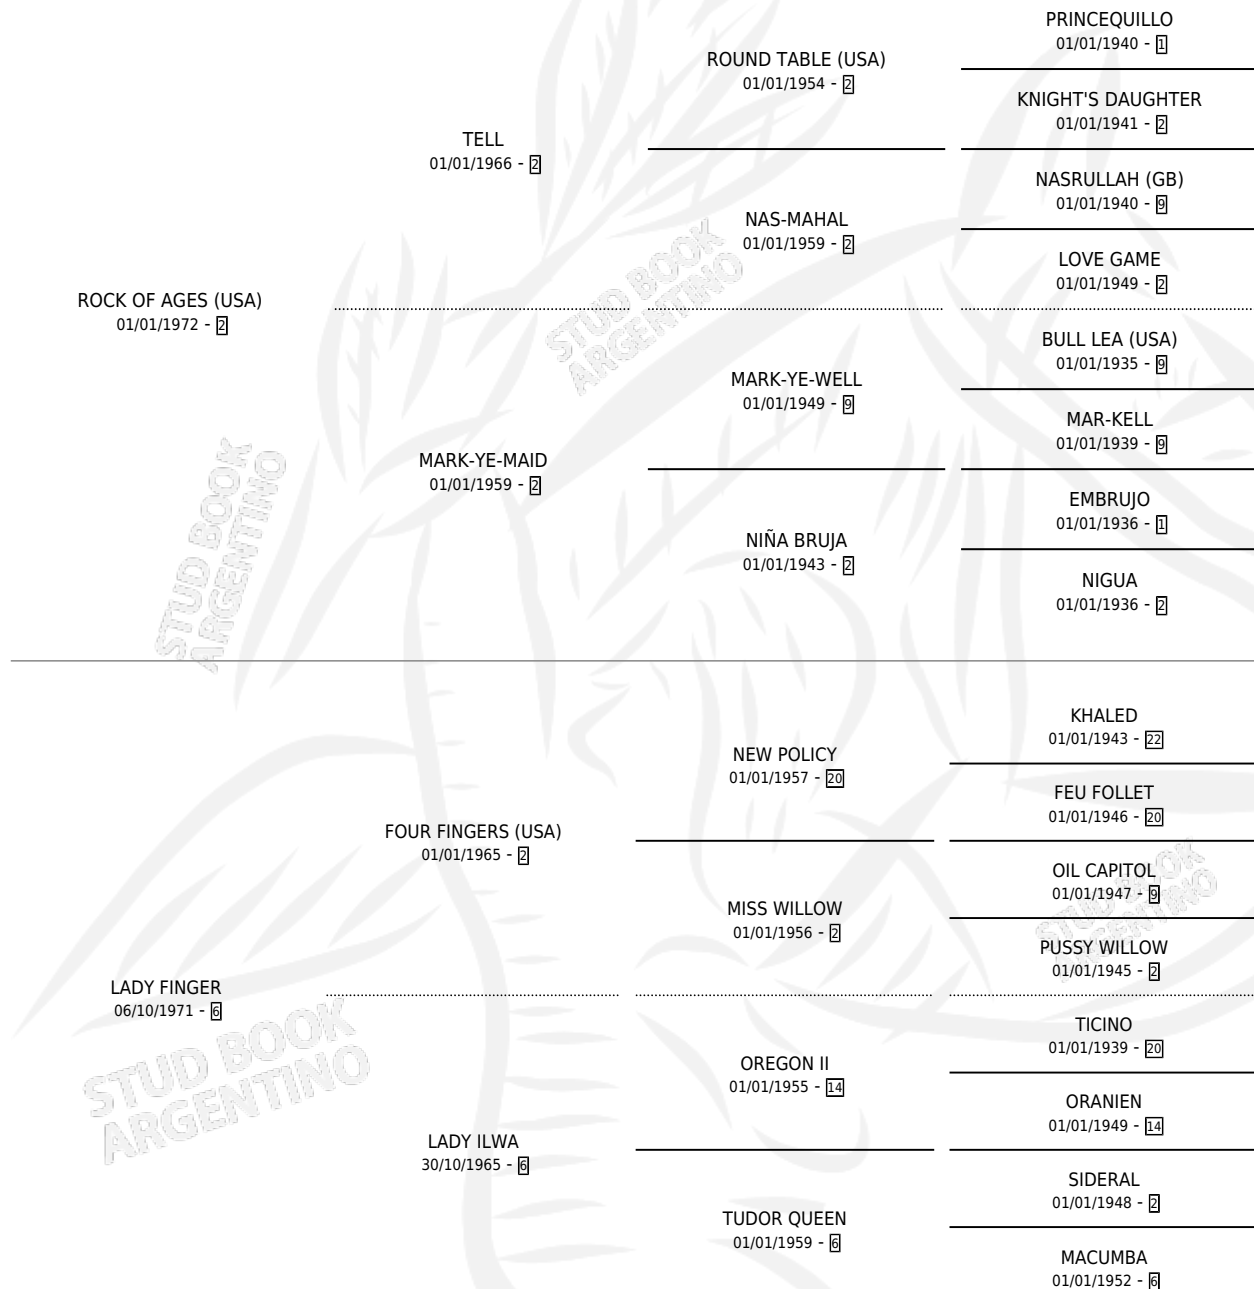 PRINCEQUILLO
01/01/1940 - 1
ROUND TABLE (USA)
01/01/1954 - 2
KNIGHT'S DAUGHTER
01/01/1941 - 2
TELL
01/01/1966 - 2
NASRULLAH (GB)
01/01/1940 - 9
NAS-MAHAL
01/01/1959 - 2
LOVE GAME
01/01/1949 - 2
ROCK OF AGES (USA)
01/01/1972 - 2
BULL LEA (USA)
01/01/1935 - 9
MARK-YE-WELL
01/01/1949 - 9
MAR-KELL
01/01/1939 - 9
MARK-YE-MAID
01/01/1959 - 2
EMBRUJO
01/01/1936 - 1
NIÑA BRUJA
01/01/1943 - 2
NIGUA
01/01/1936 - 2
KHALED
01/01/1943 - 22
NEW POLICY
01/01/1957 - 20
FEU FOLLET
01/01/1946 - 20
FOUR FINGERS (USA)
01/01/1965 - 2
OIL CAPITOL
01/01/1947 - 9
MISS WILLOW
01/01/1956 - 2
PUSSY WILLOW
01/01/1945 - 2
LADY FINGER
06/10/1971 - 6
TICINO
01/01/1939 - 20
OREGON II
01/01/1955 - 14
ORANIEN
01/01/1949 - 14
LADY ILWA
30/10/1965 - 6
SIDERAL
01/01/1948 - 2
TUDOR QUEEN
01/01/1959 - 6
MACUMBA
01/01/1952 - 6
STUD BOOK
ARGENTINO
STUD BOOK
ARGENTINO
STUD BOOK
ARGENTINO
STUD BOOK
ARGENTINO